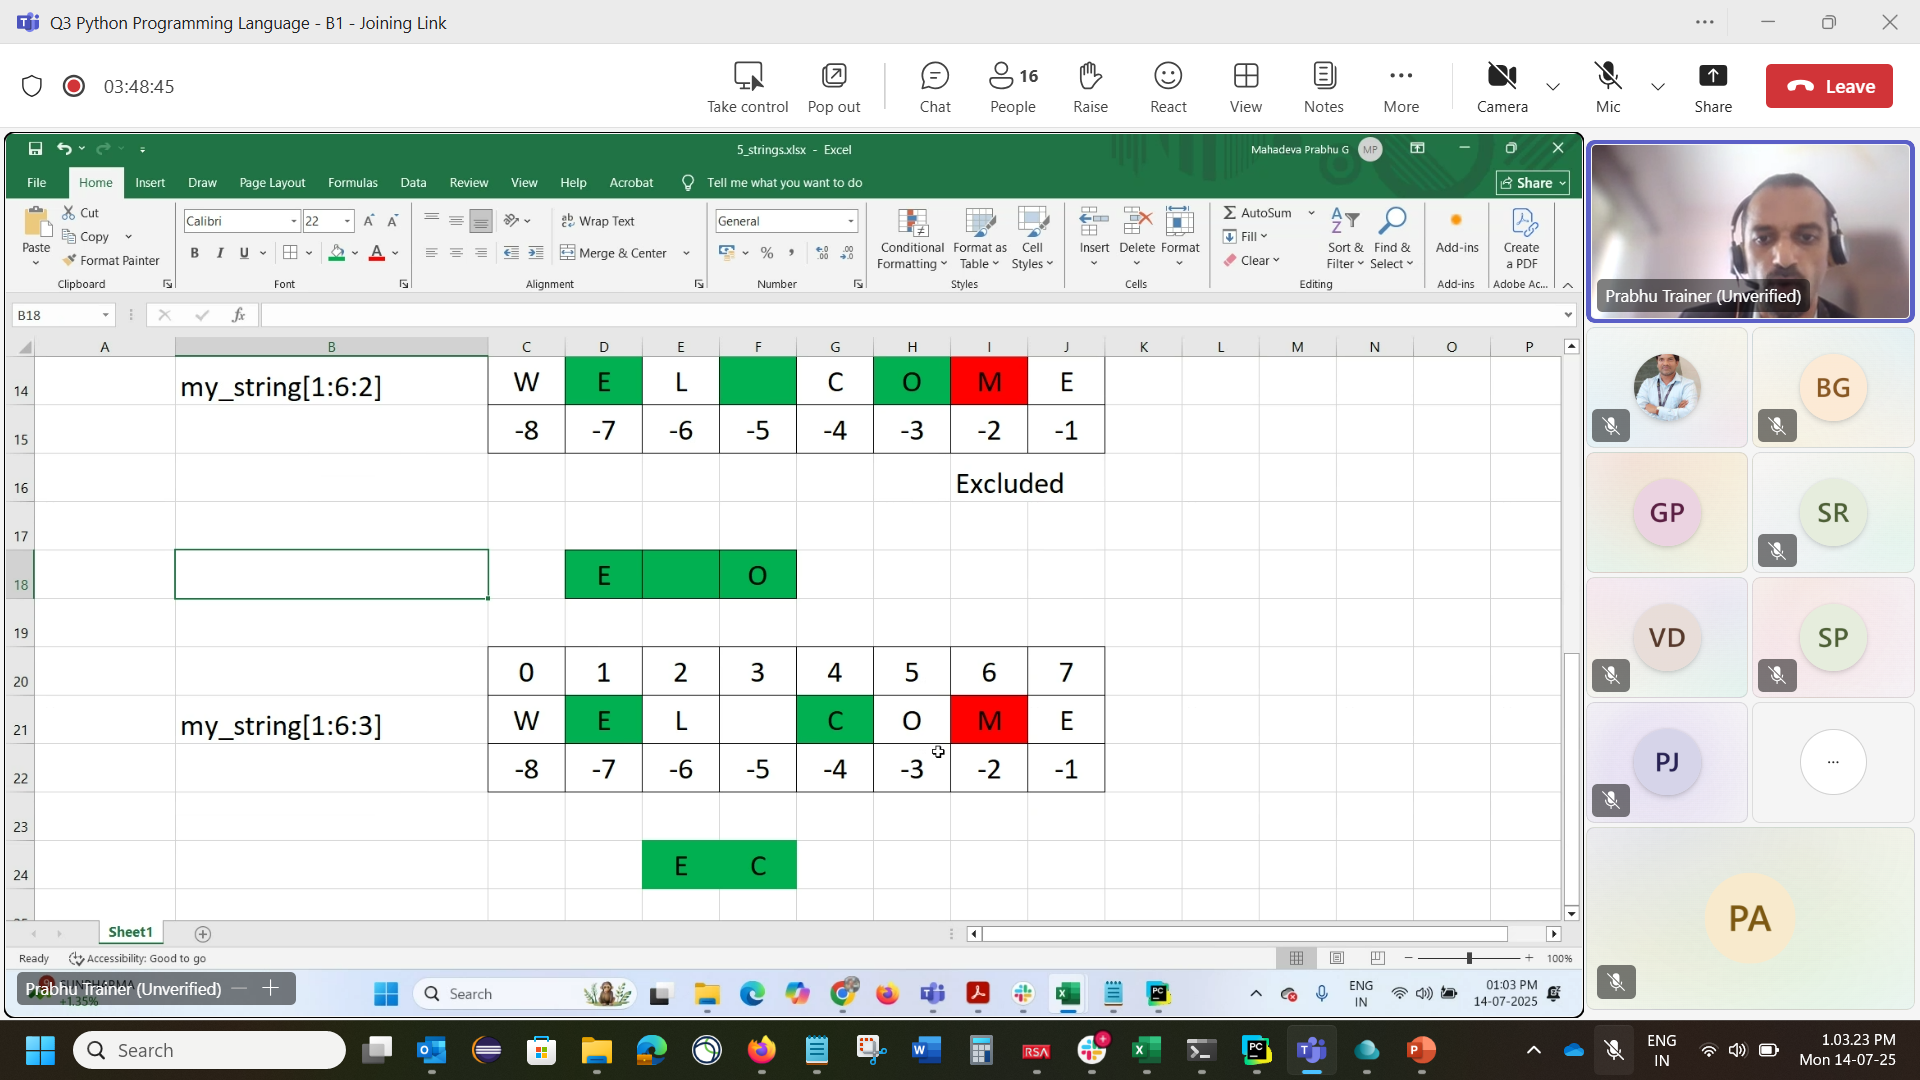 Q3 Python Programming Language - B1 - Joining Link
03:48:45
Take control
Pop out
Chat
16
People
Raise
React
View
Notes
More
Camera
Mic
Share
Leave
5_strings.xlsx - Excel
Mahadeva Prabhu G
MP
File Home Insert Draw Page Layout Formulas Data Review View Help Acrobat Tell me what you want to do
Share
Paste
Cut
Copy
Format Painter
Clipboard
Calibri 22
B I U
Font
Wrap Text
Merge & Center
Alignment
General
Number
Conditional Formatting
Format as Table
Cell Styles
Styles
Insert Delete Format
Cells
AutoSum
Fill
Clear
Sort & Filter
Find & Select
Editing
Add-ins
Add-ins
Create a PDF
Adobe Ac...
B18
fx
A B C D E F G H I J K L M N O P
14 my_string[1:6:2] W E L C O M E
15 -8 -7 -6 -5 -4 -3 -2 -1
16 Excluded
17
18 E O
19
20 0 1 2 3 4 5 6 7
21 my_string[1:6:3] W E L C O M E
22 -8 -7 -6 -5 -4 -3 -2 -1
23
24 E C
Sheet1
Ready Accessibility: Good to go
100%
Prabhu Trainer (Unverified)
+1.35%
Search
ENG
IN
01:03 PM
14-07-2025
Prabhu Trainer (Unverified)
BG
GP
SR
VD
SP
PJ
...
PA
Search
RSA
ENG
IN
1.03.23 PM
Mon 14-07-25